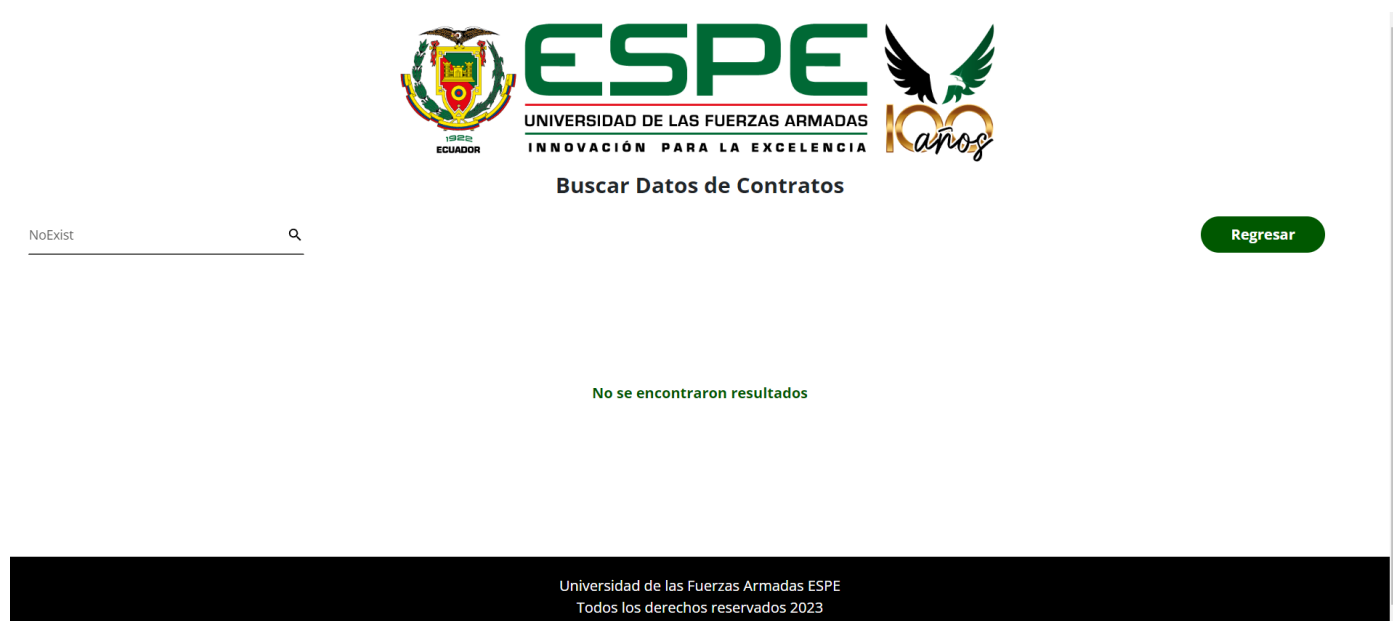 ESPE
UNIVERSIDAD DE LAS FUERZAS ARMADAS
INNOVACIÓN PARA LA EXCELENCIA
1922
ECUADOR
100
años
Buscar Datos de Contratos
NoExist
Regresar
No se encontraron resultados
Universidad de las Fuerzas Armadas ESPE
Todos los derechos reservados 2023